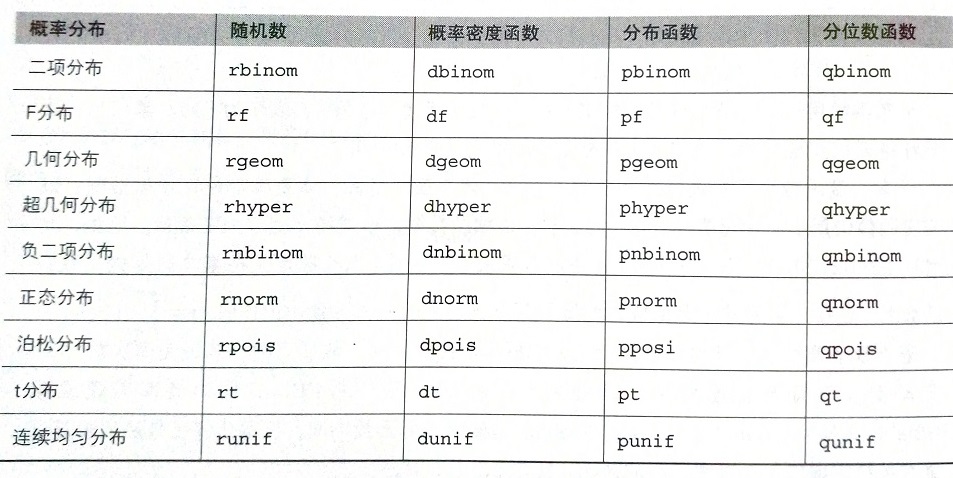 概率分布 随机数 概率密度函数 分布函数 分位数函数
二项分布 rbinom dbinom pbinom qbinom
F分布 rf df pf qf
几何分布 rgeom dgeom pgeom qgeom
超几何分布 rhyper dhyper phyper qhyper
负二项分布 rnbinom dnbinom pnbinom qnbinom
正态分布 rnorm dnorm pnorm qnorm
泊松分布 rpois dpois pposi qpois
t分布 rt dt pt qt
连续均匀分布 runif dunif punif qunif